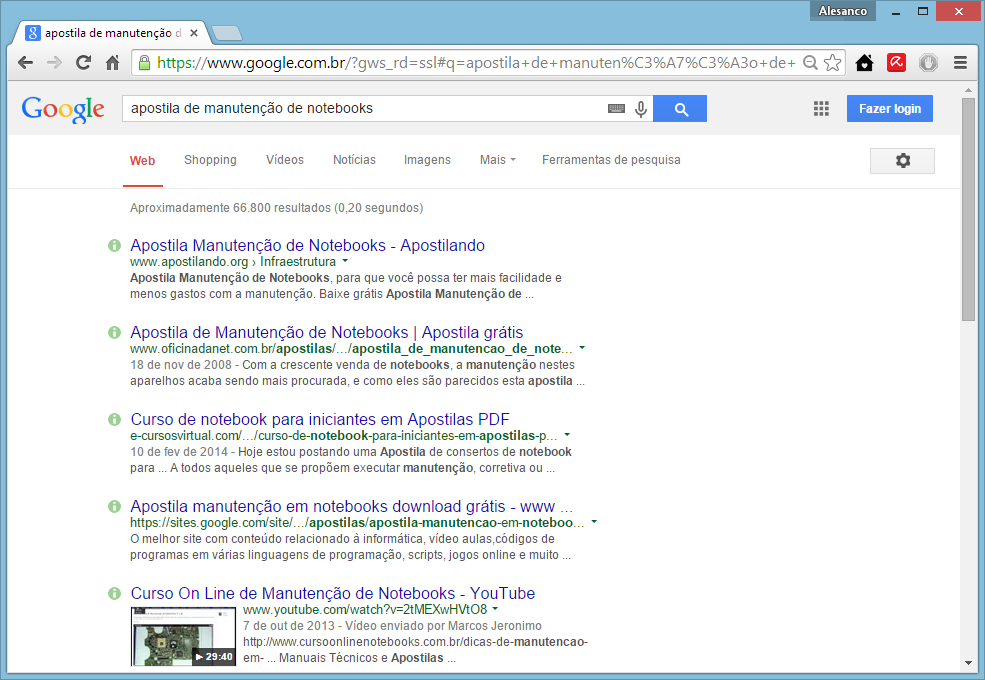 Alesanco
apostila de manutenção d
https://www.google.com.br/?gws_rd=ssl#q=apostila+de+manuten%C3%A7%C3%A3o+de+
Google
apostila de manutenção de notebooks
Fazer login
Web Shopping Vídeos Notícias Imagens Mais Ferramentas de pesquisa
Aproximadamente 66.800 resultados (0,20 segundos)
Apostila Manutenção de Notebooks - Apostilando
www.apostilando.org › Infraestrutura
Apostila Manutenção de Notebooks, para que você possa ter mais facilidade e
menos gastos com a manutenção. Baixe grátis Apostila Manutenção de ...
Apostila de Manutenção de Notebooks | Apostila grátis
www.oficinadanet.com.br/apostilas/.../apostila_de_manutencao_de_note...
18 de nov de 2008 - Com a crescente venda de notebooks, a manutenção nestes
aparelhos acaba sendo mais procurada, e como eles são parecidos esta apostila ...
Curso de notebook para iniciantes em Apostilas PDF
e-cursosvirtual.com/.../curso-de-notebook-para-iniciantes-em-apostilas-p...
10 de fev de 2014 - Hoje estou postando uma Apostila de consertos de notebook
para ... A todos aqueles que se propõem executar manutenção, corretiva ou ...
Apostila manutenção em notebooks download grátis - www ...
https://sites.google.com/site/.../apostilas/apostila-manutencao-em-noteboo...
O melhor site com conteúdo relacionado à informática, vídeo aulas,códigos de
programas em várias linguagens de programação, scripts, jogos online e muito ...
Curso On Line de Manutenção de Notebooks - YouTube
www.youtube.com/watch?v=2tMEXwHVtO8
7 de out de 2013 - Vídeo enviado por Marcos Jeronimo
http://www.cursoonlinenotebooks.com.br/dicas-de-manutencao-
em- ... Manuais Técnicos e Apostilas ...
29:40